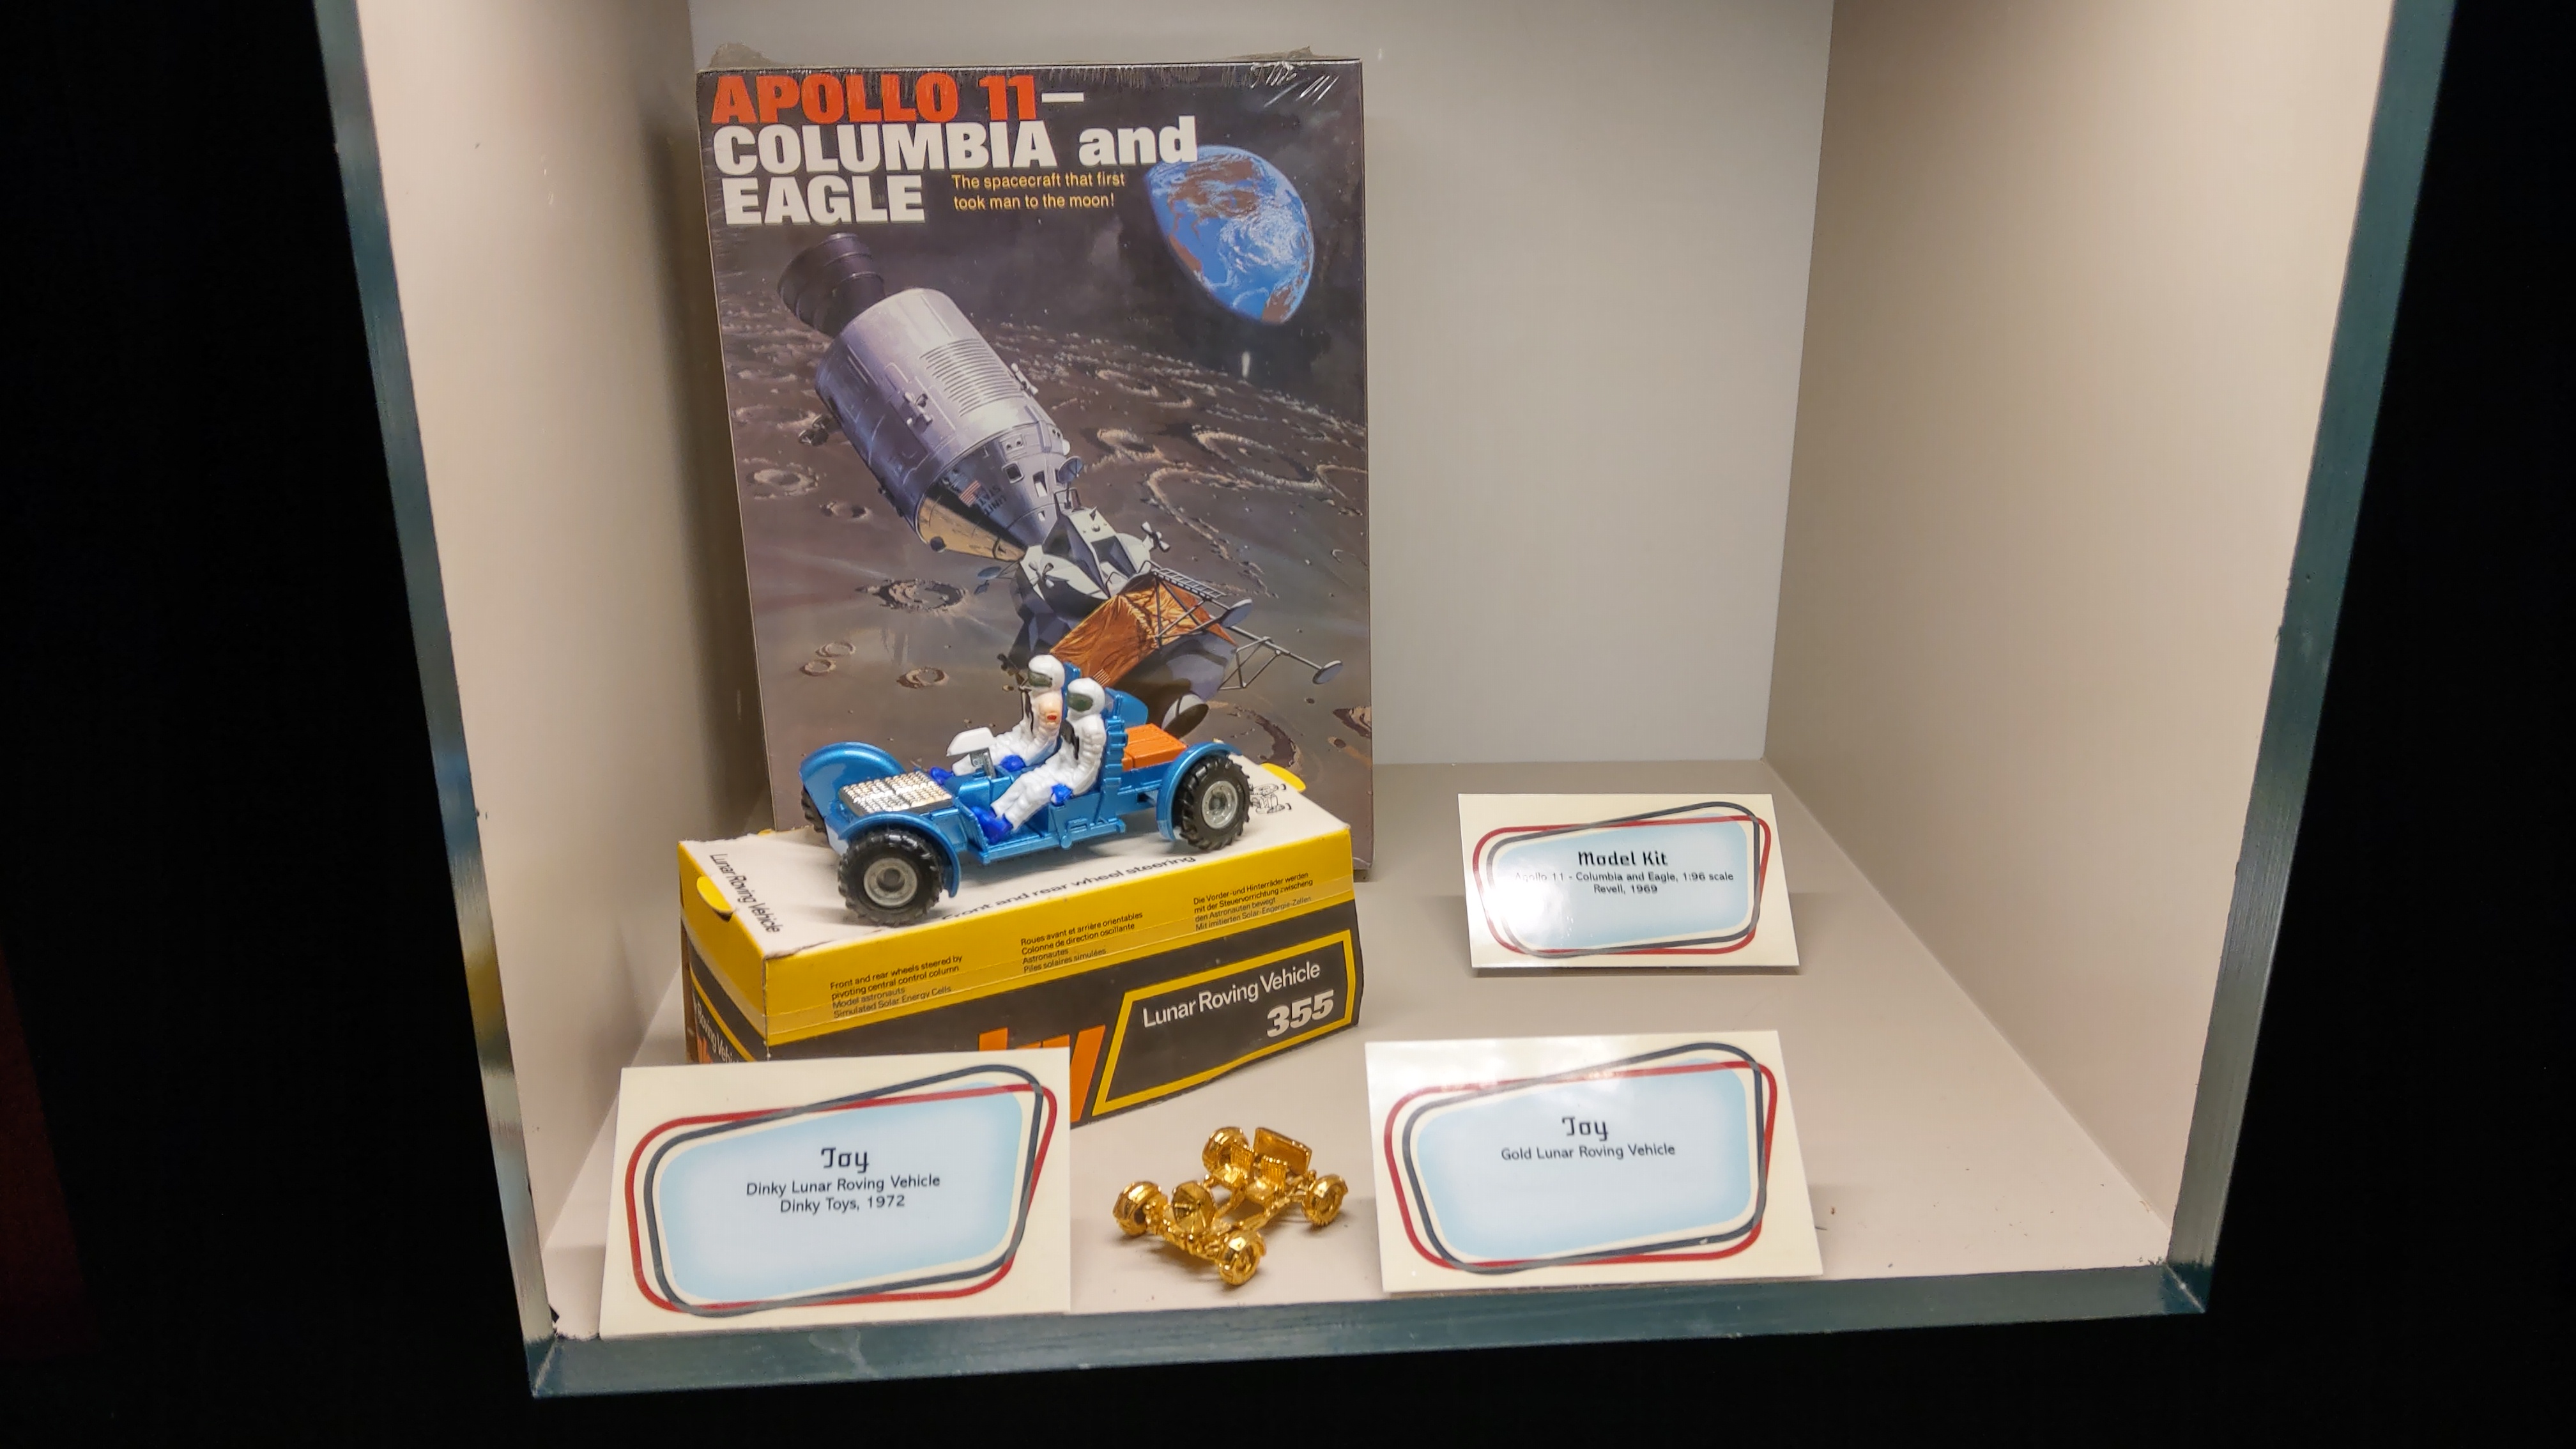 APOLLO 11—
COLUMBIA and
EAGLE
The spacecraft that first
took man to the moon!
UNITED
STATES
Lunar Roving Vehicle
Front and rear wheel steering
Front and rear wheels steered by
pivoting central control column
Model astronauts
Simulated Solar Energy Cells
Roues avant et arrière orientables
Colonne de direction oscillante
Astronautes
Piles solaires simulées
Die Vorder-und Hinterräder werden
mit der Steuervorrichtung zwischen
den Astronauten bewegt
Mit imitierten Solar-Energie-Zellen
Lunar Roving Vehicle
355
Model Kit
Apollo 11 - Columbia and Eagle, 1:96 scale
Revell, 1969
Toy
Dinky Lunar Roving Vehicle
Dinky Toys, 1972
Toy
Gold Lunar Roving Vehicle